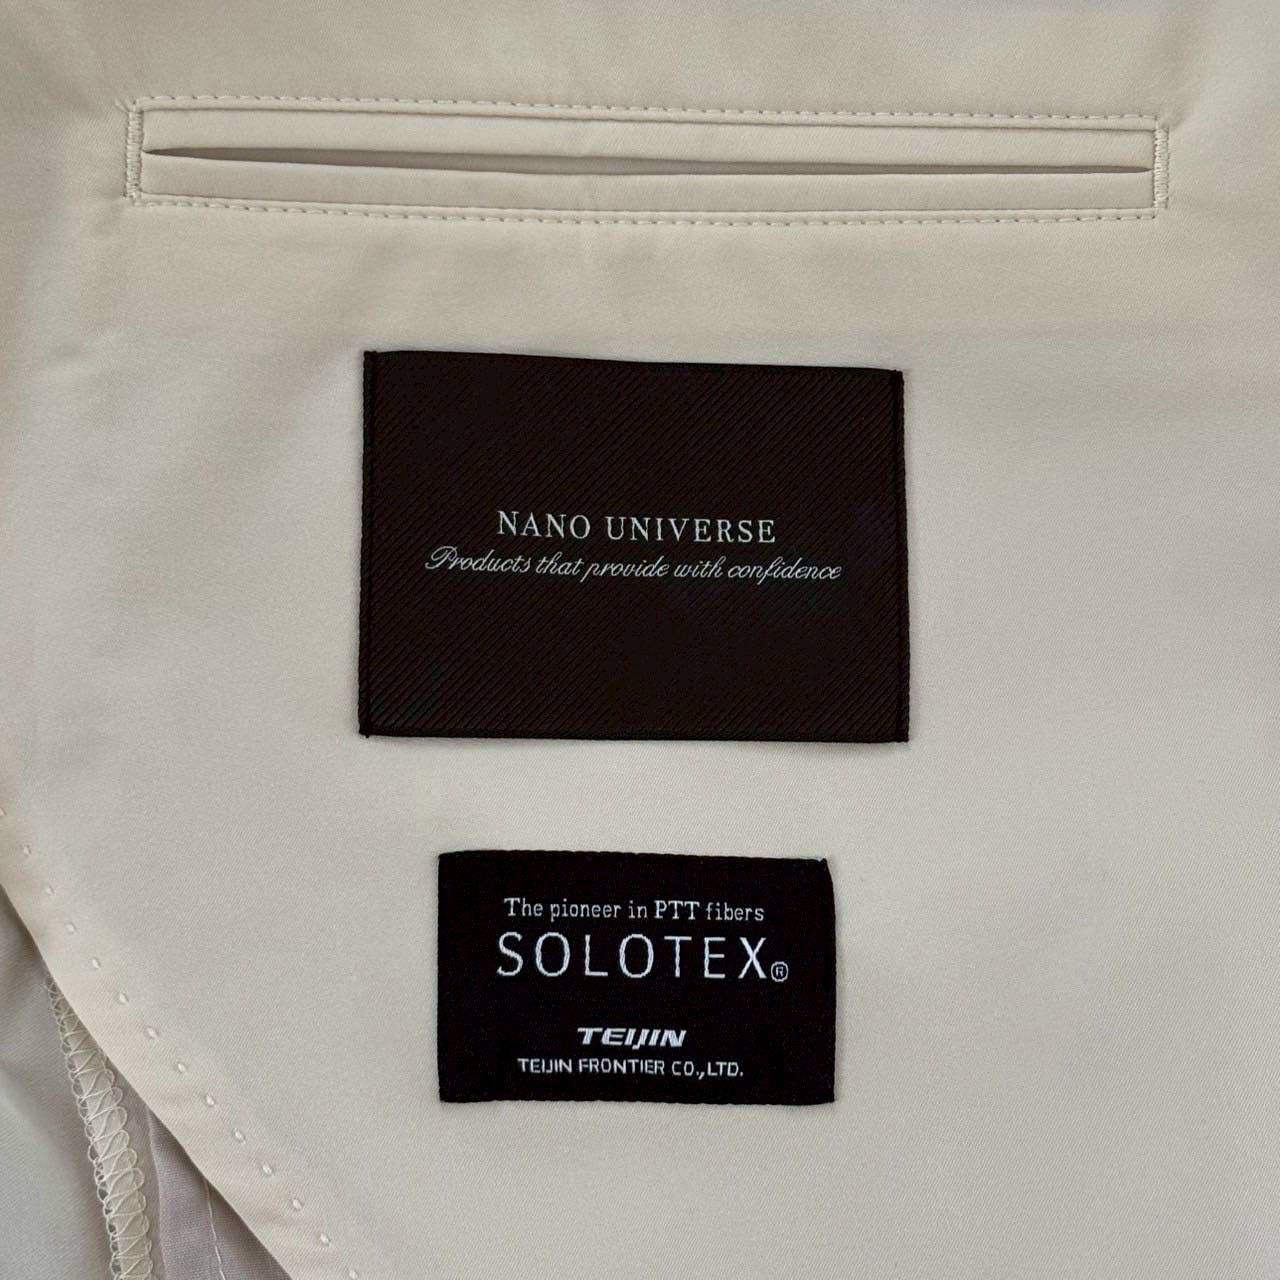 NANO UNIVERSE
Products that provide with confidence
The pioneer in PTT fibers
SOLOTEX®
TEIJIN
TEIJIN FRONTIER CO.,LTD.